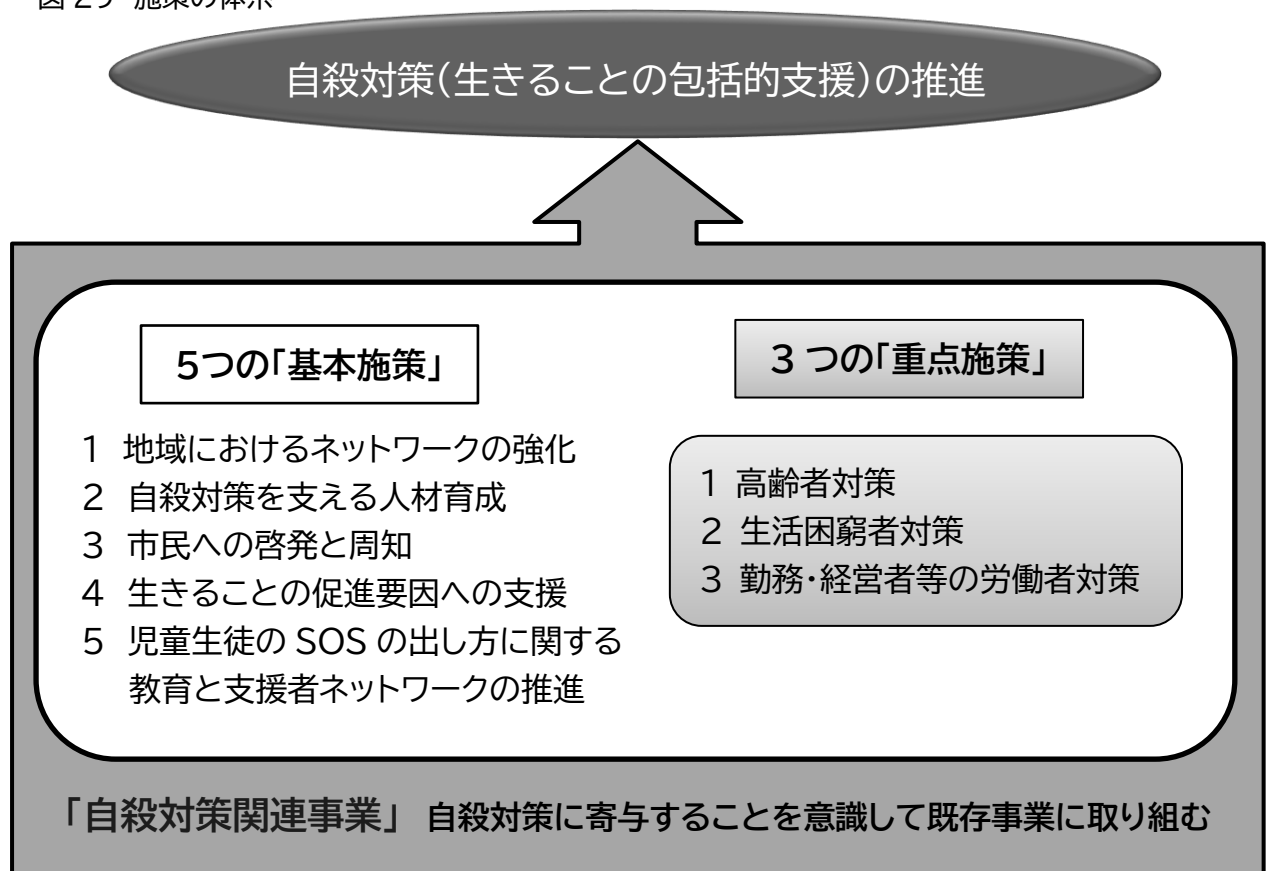 図 29 施策の体系
自殺対策(生きることの包括的支援)の推進
5つの「基本施策」
1 地域におけるネットワークの強化
2 自殺対策を支える人材育成
3 市民への啓発と周知
4 生きることの促進要因への支援
5 児童生徒の SOS の出し方に関する
教育と支援者ネットワークの推進
3 つの「重点施策」
1 高齢者対策
2 生活困窮者対策
3 勤務・経営者等の労働者対策
「自殺対策関連事業」 自殺対策に寄与することを意識して既存事業に取り組む